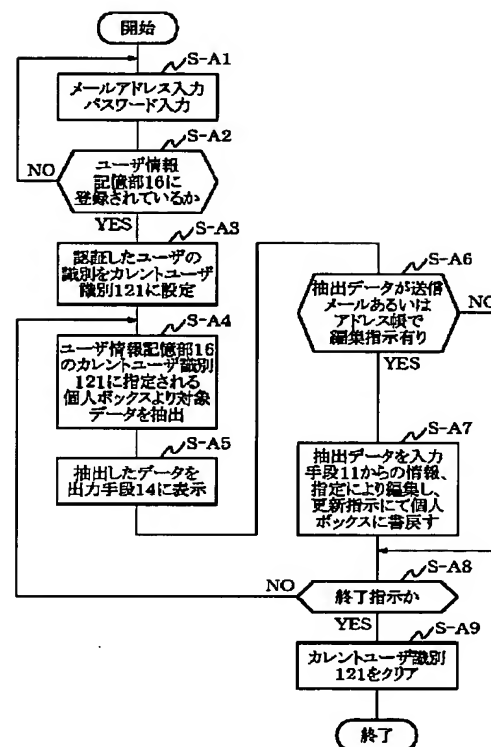 開始
S-A1
メールアドレス入力
パスワード入力
S-A2
ユーザ情報
記憶部16に
登録されているか
NO
YES
S-A3
認証したユーザの
識別をカレントユーザ
識別121に設定
S-A4
ユーザ情報記憶部16
のカレントユーザ識別
121に指定される
個人ボックスより対象
データを抽出
S-A5
抽出したデータを
出力手段14に表示
S-A6
抽出データが送信
メールあるいは
アドレス帳で
編集指示有り
NO
YES
S-A7
抽出データを入力
手段11からの情報、
指定により編集し、
更新指示にて個人
ボックスに書戻す
S-A8
終了指示か
NO
YES
S-A9
カレントユーザ識別
121をクリア
終了